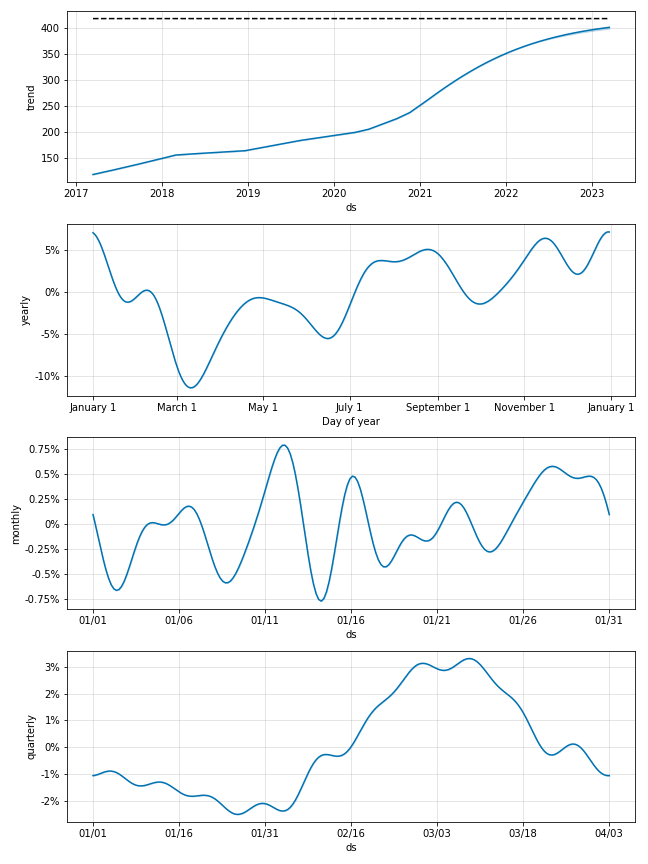 400
350
300
250
200
150
trend
2017 2018 2019 2020 2021 2022 2023
ds
5%
0%
-5%
-10%
yearly
January 1 March 1 May 1 July 1 September 1 November 1 January 1
Day of year
0.75%
0.5%
0.25%
0%
-0.25%
-0.5%
-0.75%
monthly
01/01 01/06 01/11 01/16 01/21 01/26 01/31
ds
3%
2%
1%
0%
-1%
-2%
quarterly
01/01 01/16 01/31 02/16 03/03 03/18 04/03
ds